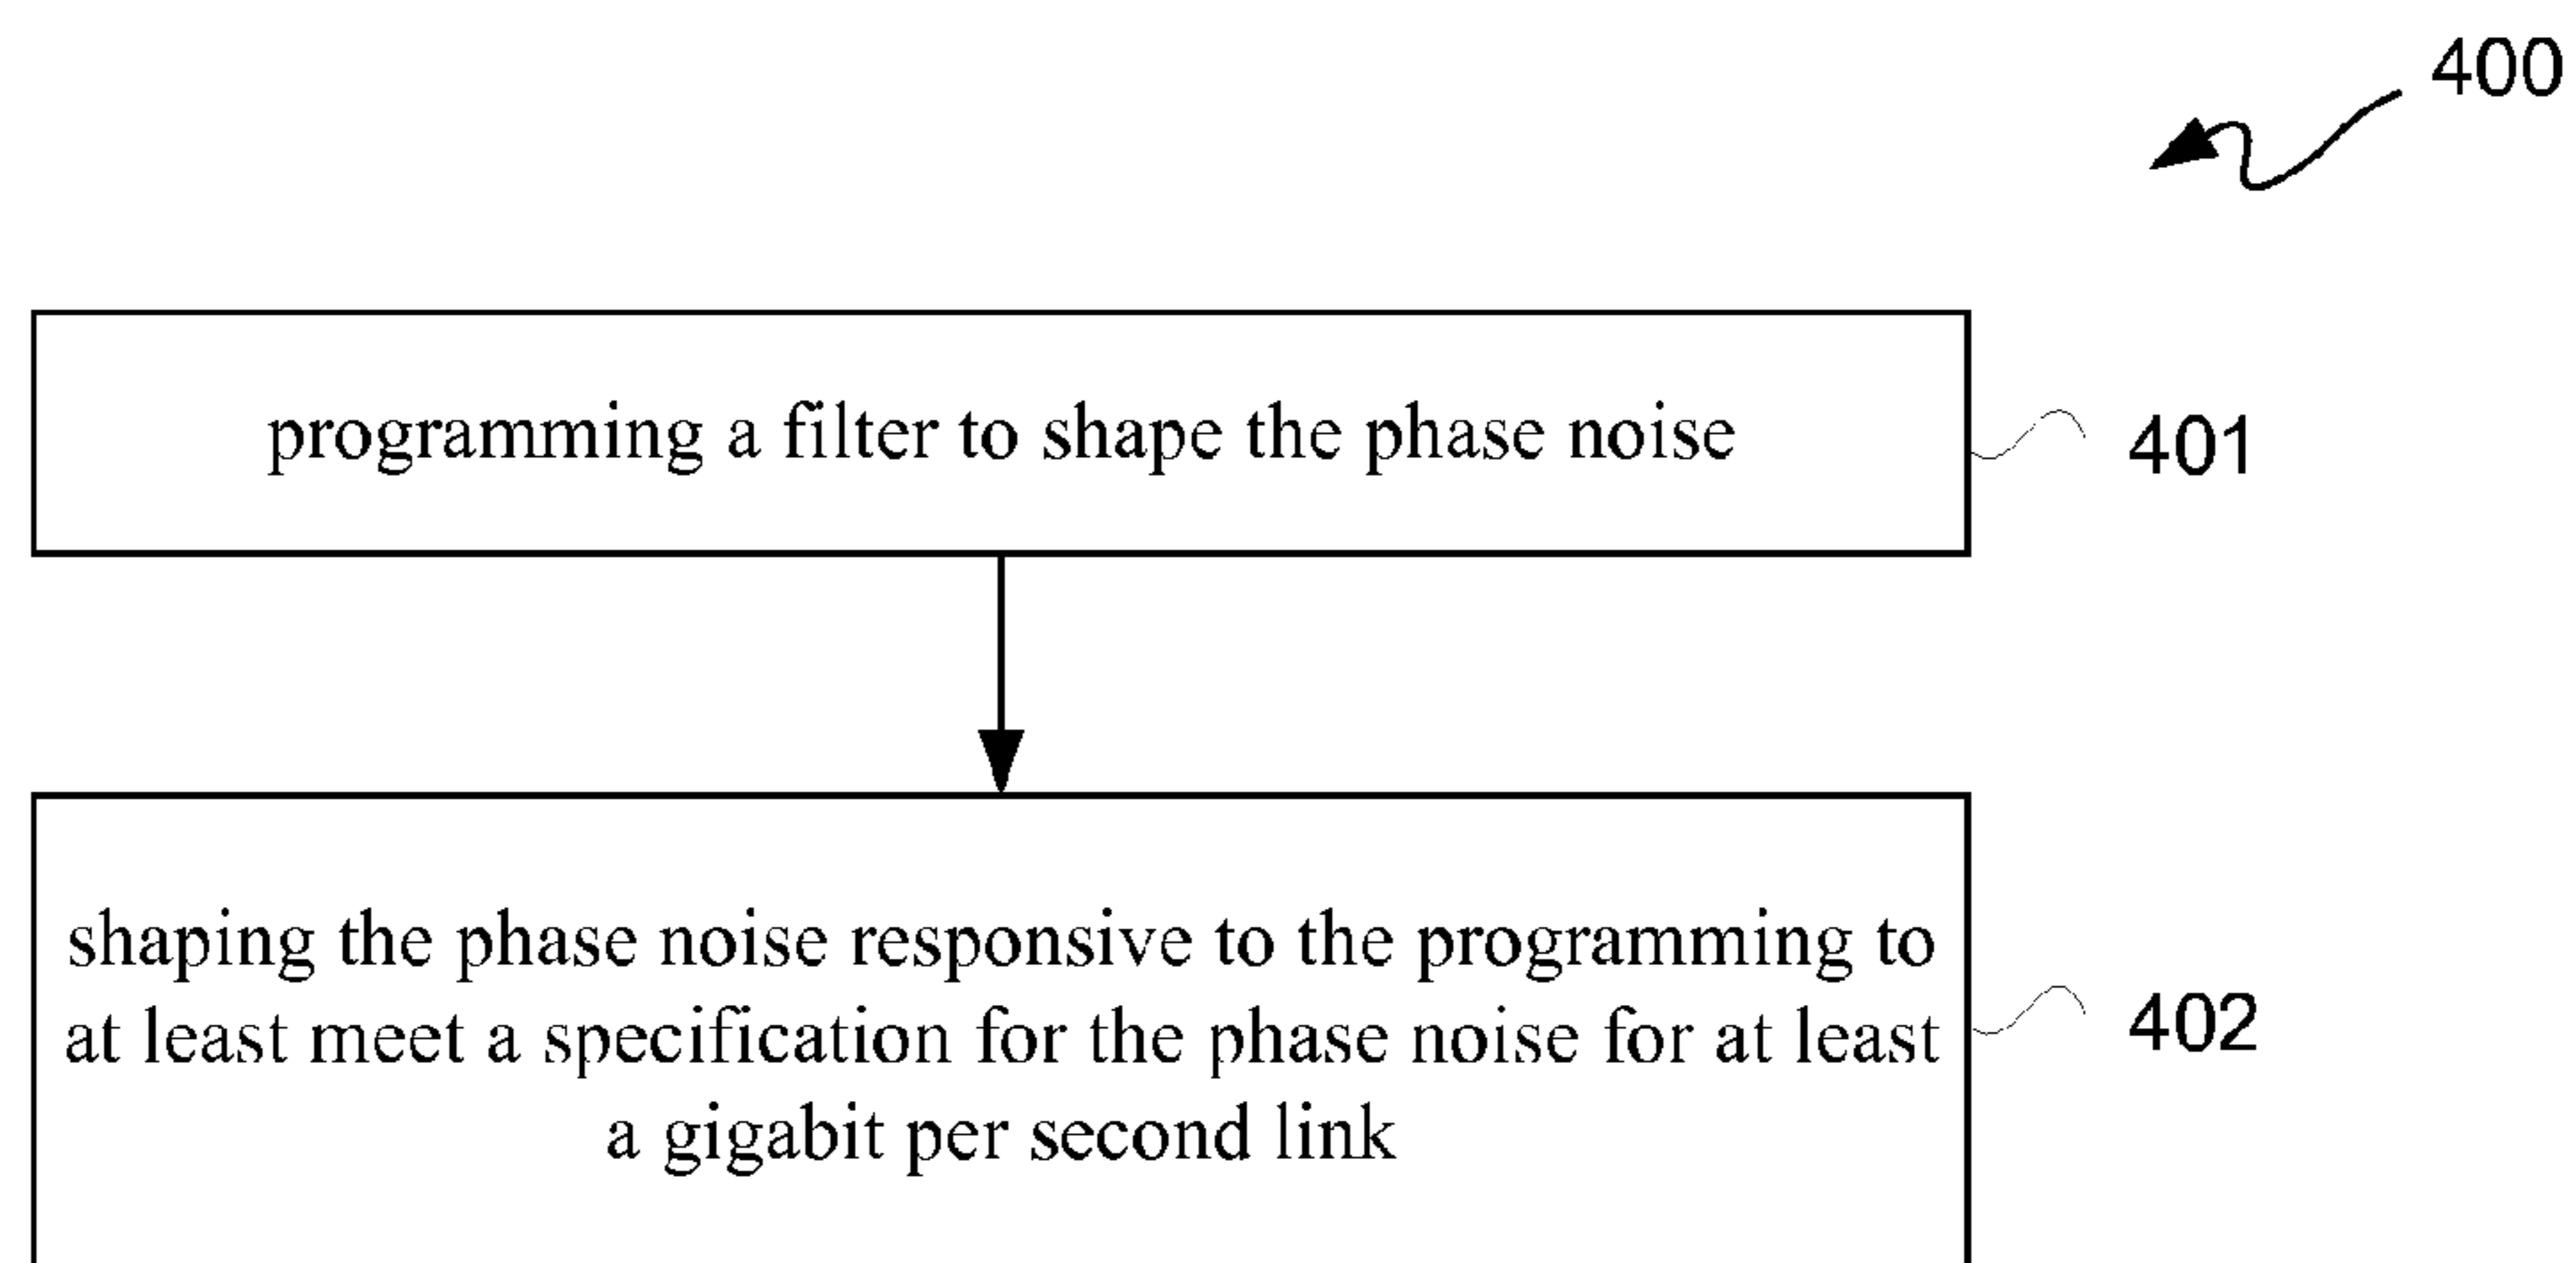 400
programming a filter to shape the phase noise
401
shaping the phase noise responsive to the programming to
at least meet a specification for the phase noise for at least
a gigabit per second link
402